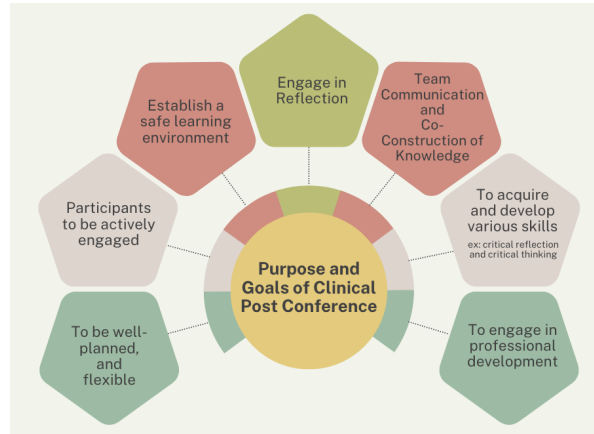 Engage in
Reflection
Establish a
safe learning
environment
Team
Communication
and
Co-
Construction of
Knowledge
Participants
to be actively
engaged
To acquire
and develop
various skills
ex: critical reflection
and critical thinking
Purpose and
Goals of Clinical
Post Conference
To be well-
planned,
and
flexible
To engage in
professional
development